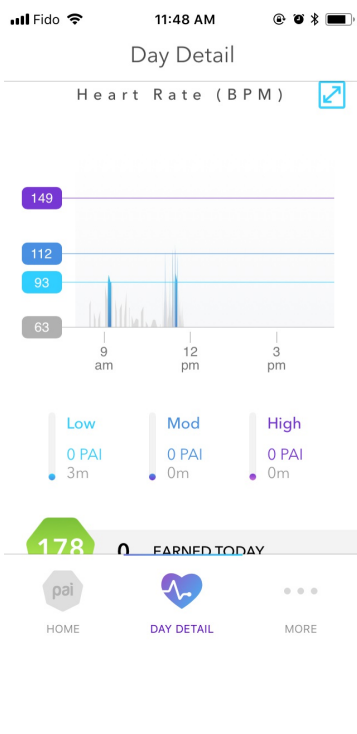 Fido 11:48 AM
Day Detail
Heart Rate (BPM)
149
112
93
63
9 am 12 pm 3 pm
Low Mod High
0 PAI 0 PAI 0 PAI
3m 0m 0m
178 0 EARNED TODAY
pai
HOME DAY DETAIL MORE